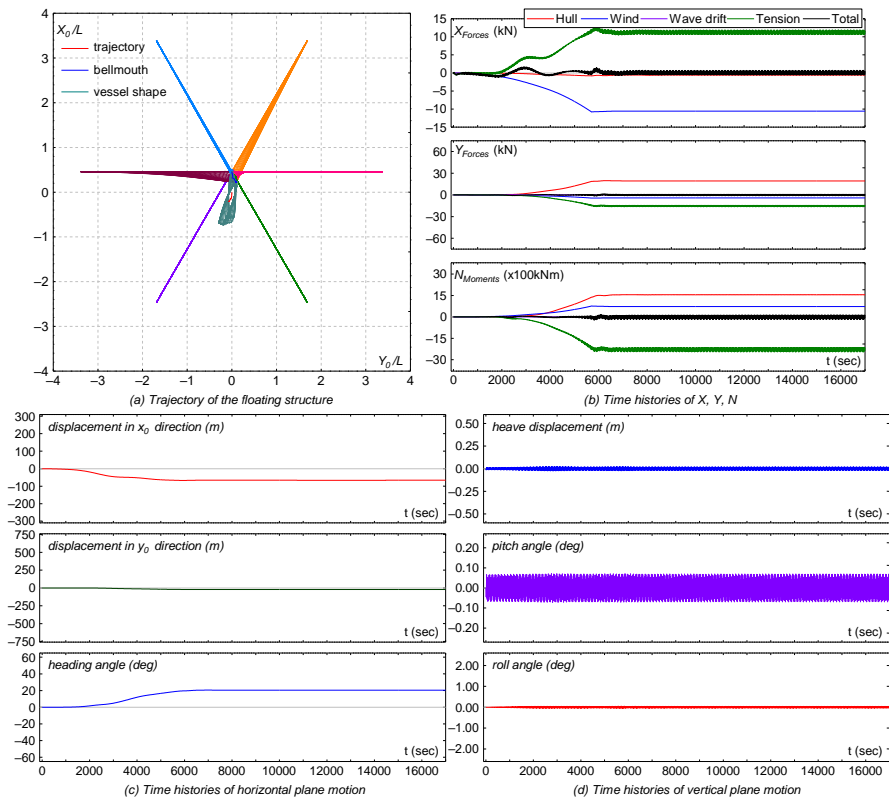 X0/L
trajectory
bellmouth
vessel shape
4
3
2
1
0
−1
−2
−3
−4
Y0/L
−4 −3 −2 −1 0 1 2 3 4
(a) Trajectory of the floating structure
Hull Wind Wave drift Tension Total
XForces (kN)
15
10
5
0
−5
−10
−15
YForces (kN)
60
30
0
−30
−60
NMoments (x100kNm)
30
15
0
−15
−30
t (sec)
0 2000 4000 6000 8000 10000 12000 14000 16000
(b) Time histories of X, Y, N
displacement in x0 direction (m)
300
200
100
0
−100
−200
−300
t (sec)
displacement in y0 direction (m)
750
500
250
0
−250
−500
−750
t (sec)
heading angle (deg)
60
40
20
0
−20
−40
−60
t (sec)
0 2000 4000 6000 8000 10000 12000 14000 16000
(c) Time histories of horizontal plane motion
heave displacement (m)
0.50
0.25
0.00
−0.25
−0.50
t (sec)
pitch angle (deg)
0.20
0.10
0.00
−0.10
−0.20
t (sec)
roll angle (deg)
2.00
1.00
0.00
−1.00
−2.00
t (sec)
0 2000 4000 6000 8000 10000 12000 14000 16000
(d) Time histories of vertical plane motion